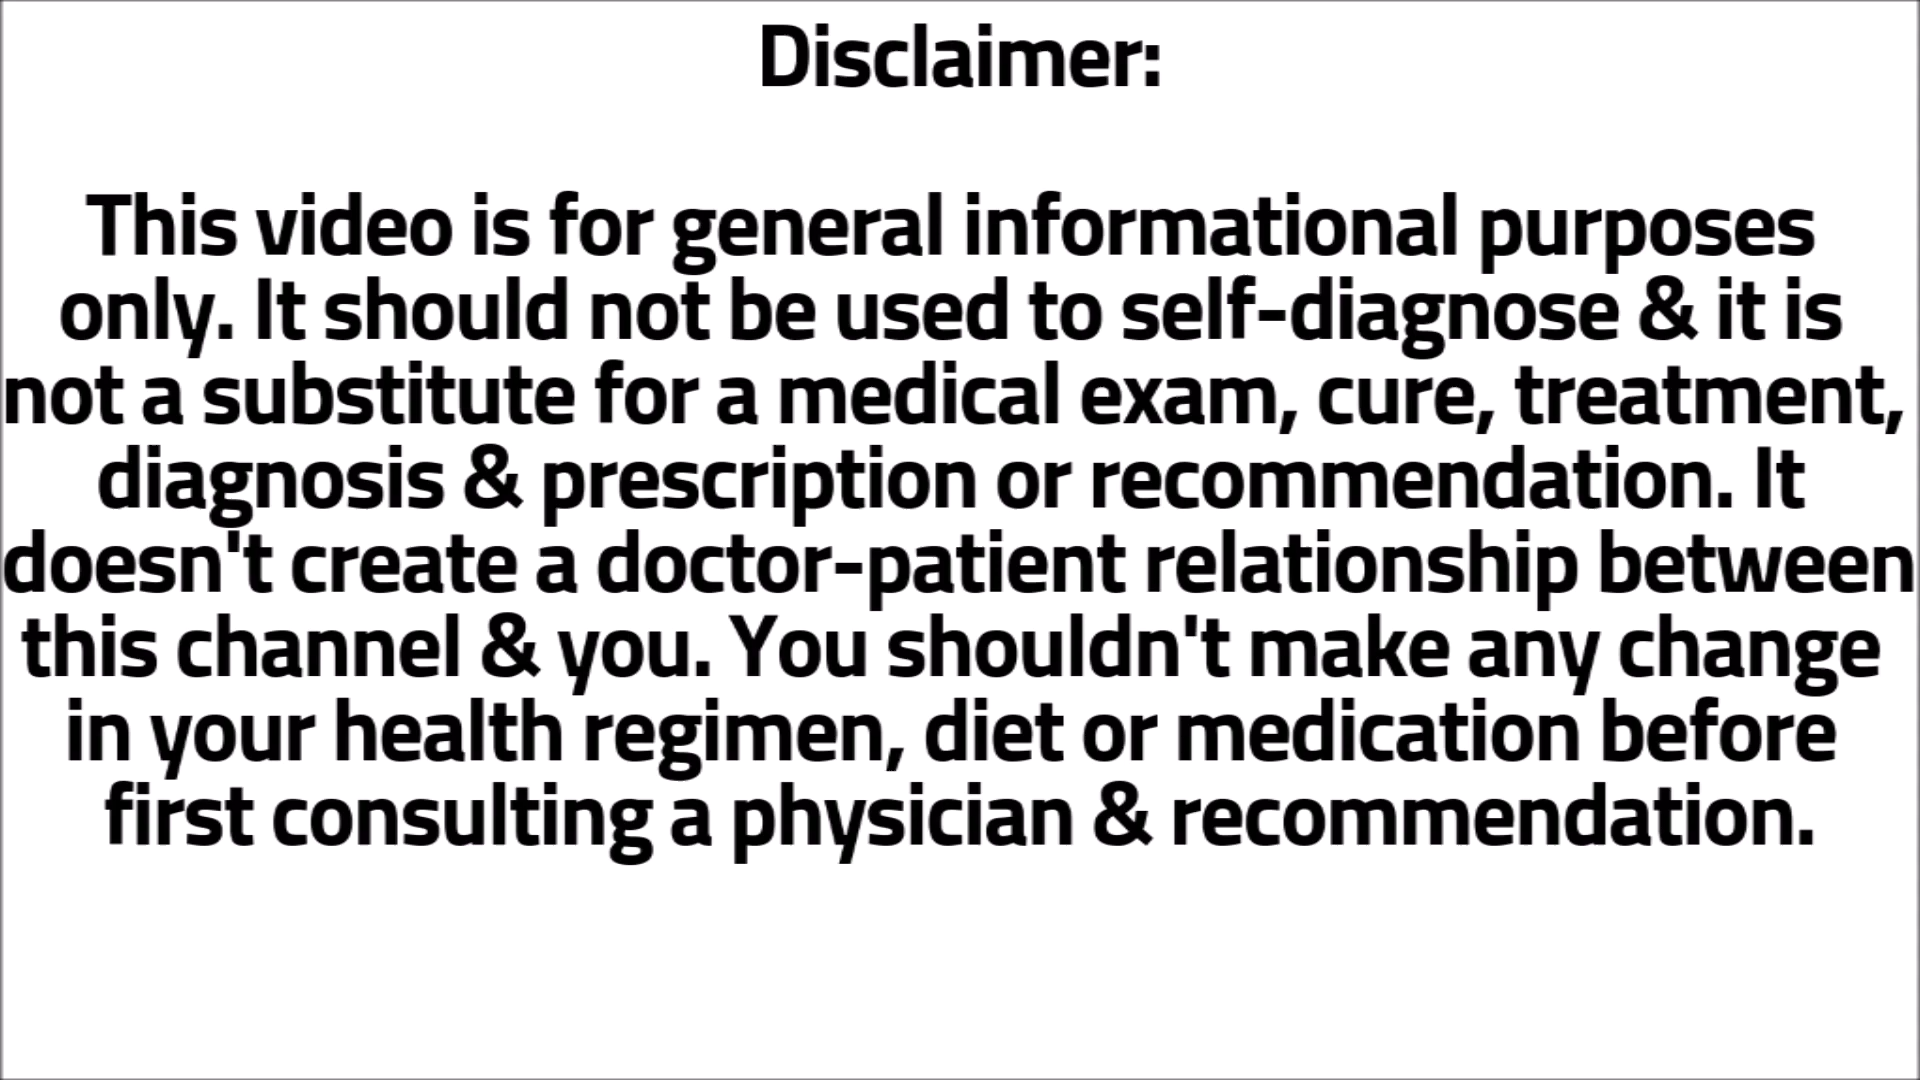 Disclaimer:
This video is for general informational purposes
only. It should not be used to self-diagnose & it is
not a substitute for a medical exam, cure, treatment,
diagnosis & prescription or recommendation. It
doesn't create a doctor-patient relationship between
this channel & you. You shouldn't make any change
in your health regimen, diet or medication before
first consulting a physician & recommendation.